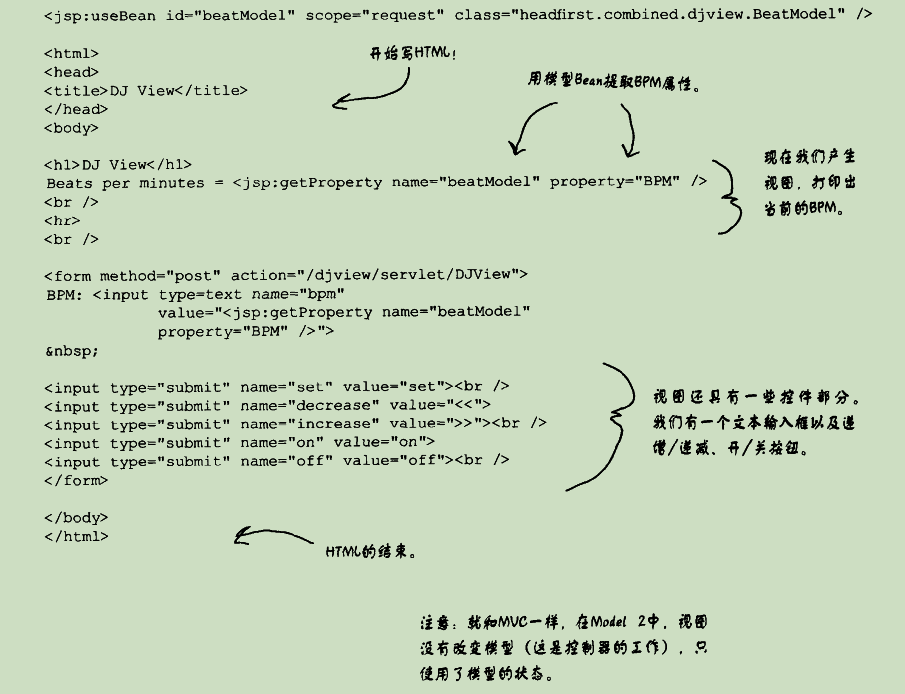 <jsp:useBean id="beatModel" scope="request" class="headfirst.combined.djview.BeatModel" />
<html>
开始写HTML!
<head>
<title>DJ View</title>
用模型Bean提取BPM属性。
</head>
<body>
<h1>DJ View</h1>
Beats per minutes = <jsp:getProperty name="beatModel" property="BPM" />
<br />
<hr>
<br />
现在我们产生
视图，打印出
当前的BPM。
<form method="post" action="/djview/servlet/DJView">
BPM: <input type=text name="bpm"
value="<jsp:getProperty name="beatModel"
property="BPM" />">
&nbsp;
<input type="submit" name="set" value="set"><br />
<input type="submit" name="decrease" value="<<">
<input type="submit" name="increase" value=">>"><br />
<input type="submit" name="on" value="on">
<input type="submit" name="off" value="off"><br />
</form>
视图还具有一些控件部分。
我们有一个文本输入框以及递
增/递减、开/关按钮。
</body>
</html>
HTML的结束。
注意：就和MVC一样，在Model 2中，视图
没有改变模型（这是控制器的工作），只
使用了模型的状态。